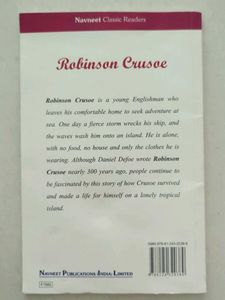 Navneet Classic Readers
Robinson Crusoe
Robinson Crusoe is a young Englishman who
leaves his comfortable home to seek adventure at
sea. One day a fierce storm wrecks his ship, and
the waves wash him onto an island. He is alone,
with no food, no house and only the clothes he is
wearing. Although Daniel Defoe wrote Robinson
Crusoe nearly 300 years ago, people continue to
be fascinated by this story of how Crusoe survived
and made a life for himself on a lonely tropical
island.
NAVNEET PUBLICATIONS (INDIA) LIMITED